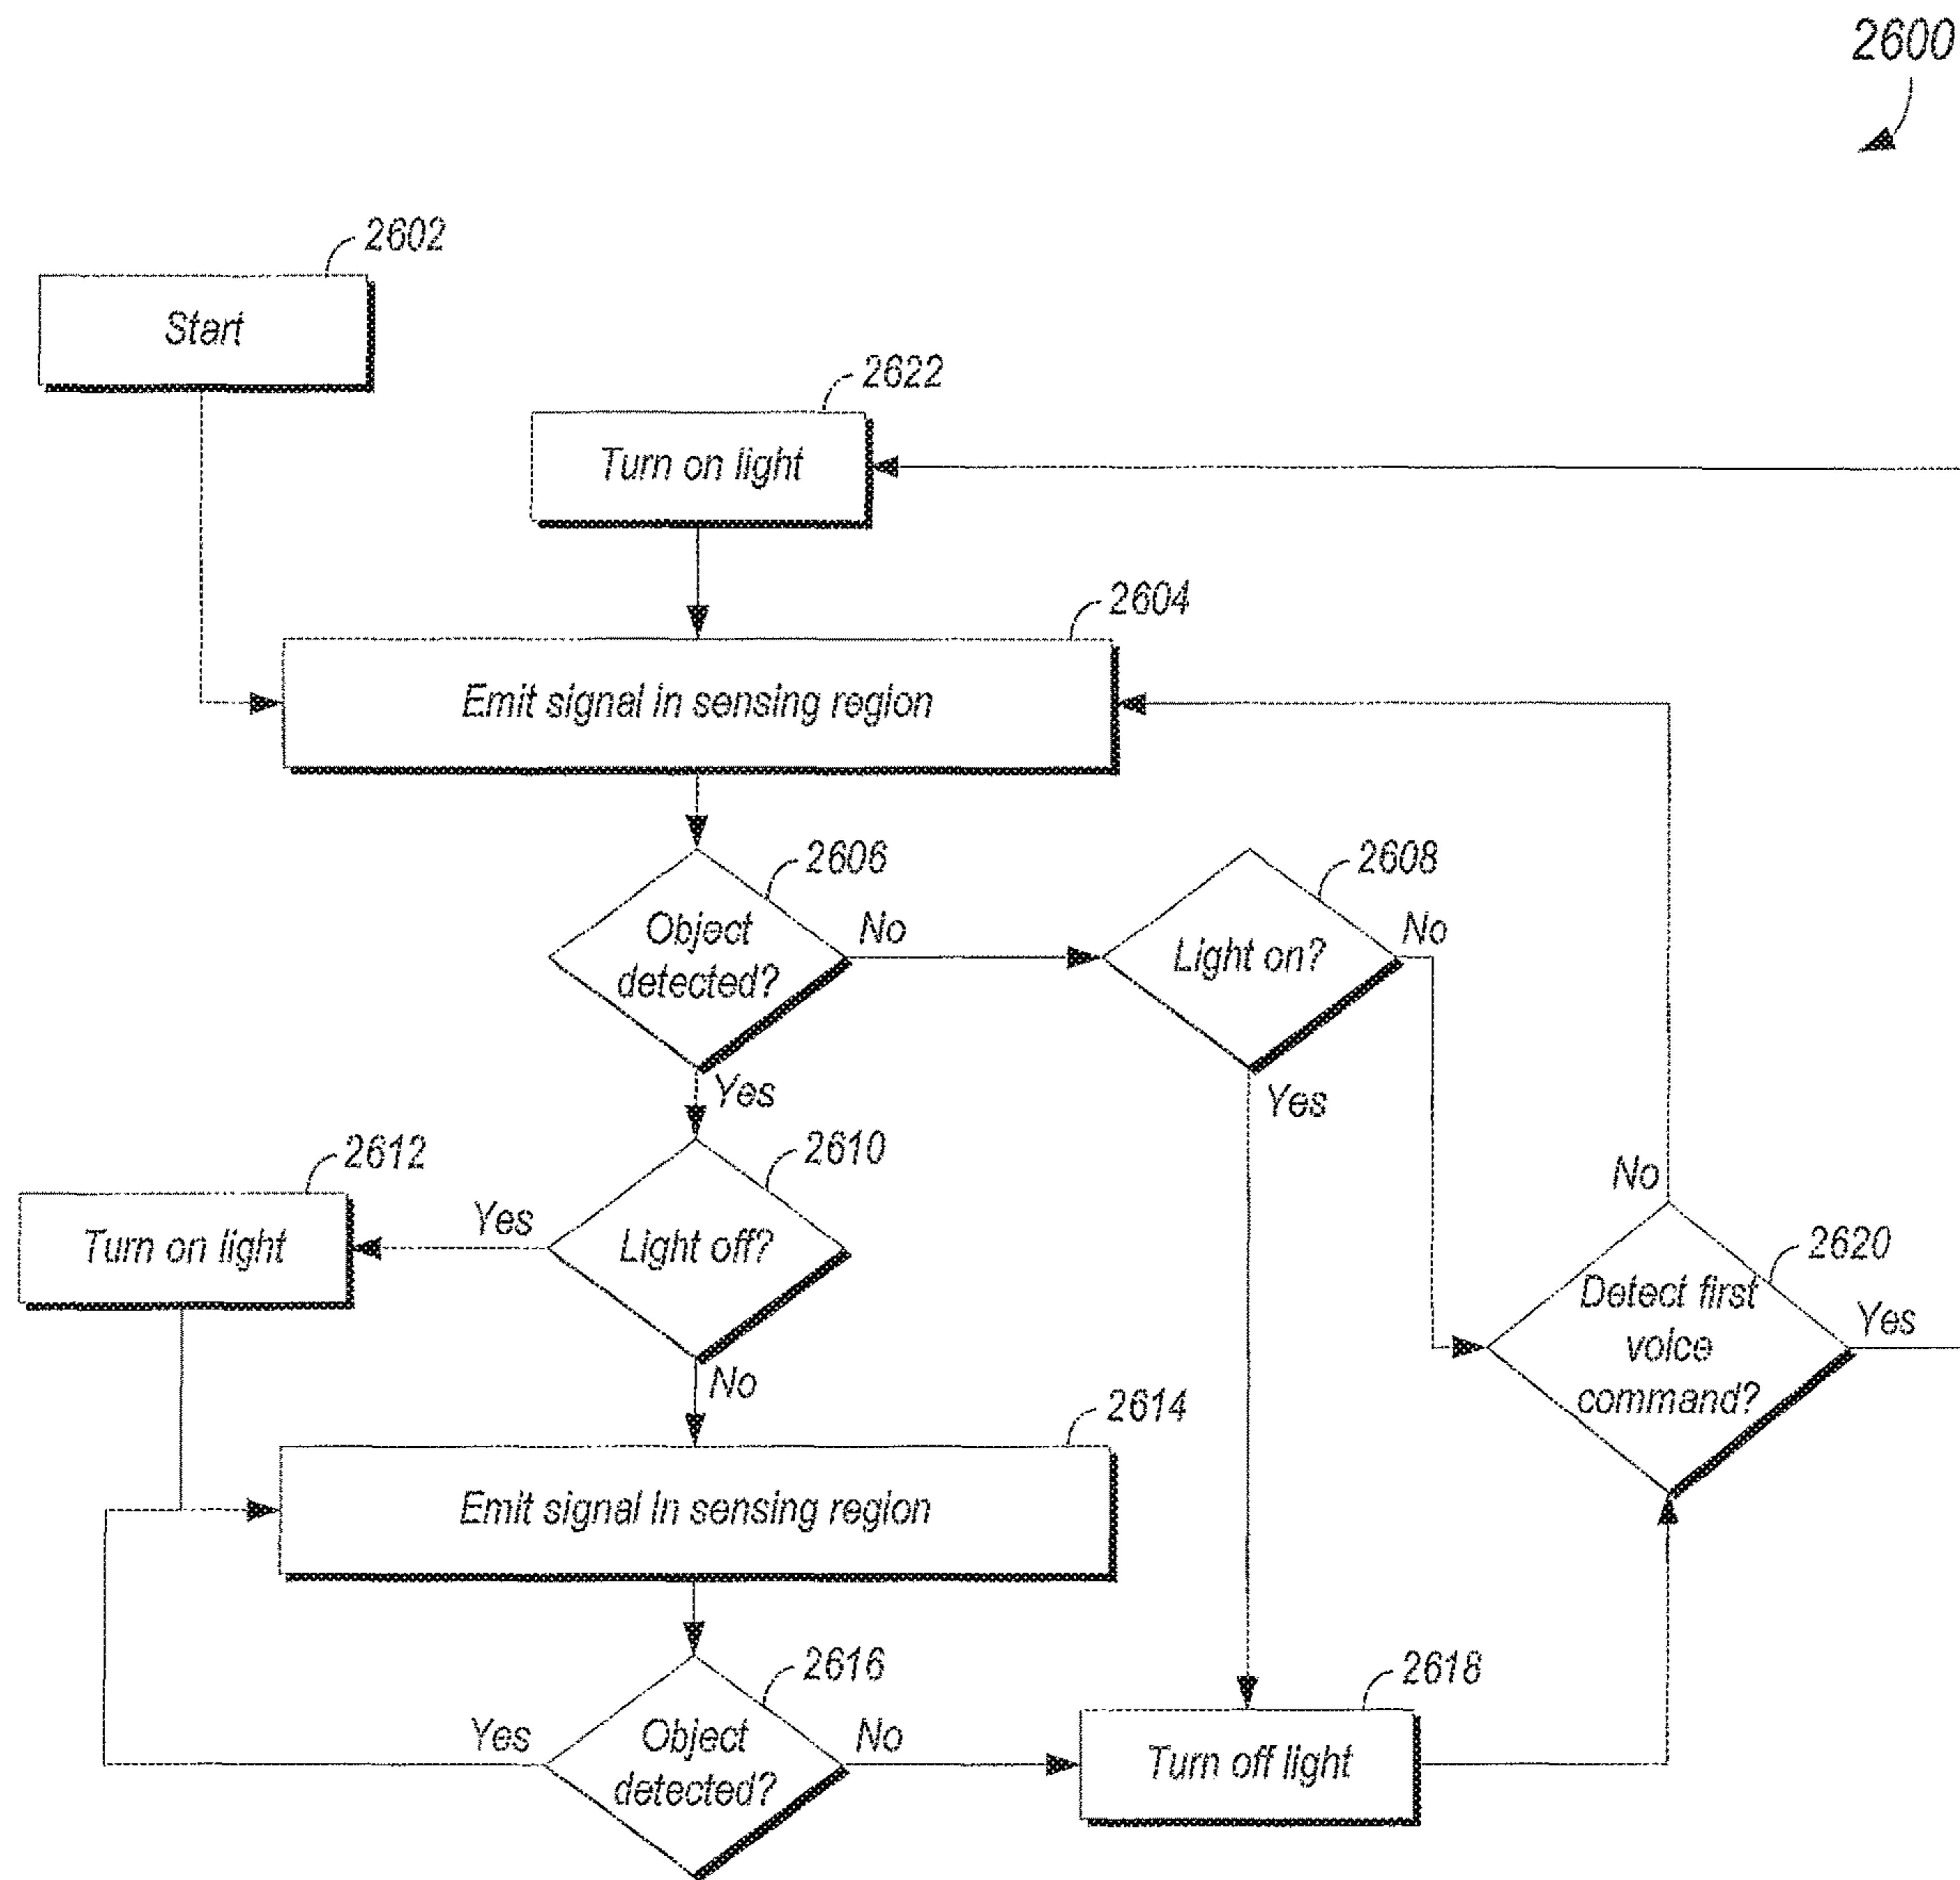 2600
2602
Start
2622
Turn on light
2604
Emit signal in sensing region
2606
Object
detected?
No
Yes
2608
Light on?
No
Yes
2610
Light off?
Yes
No
2612
Turn on light
2614
Emit signal in sensing region
2616
Object
detected?
Yes
No
2618
Turn off light
2620
Detect first
voice
command?
No
Yes